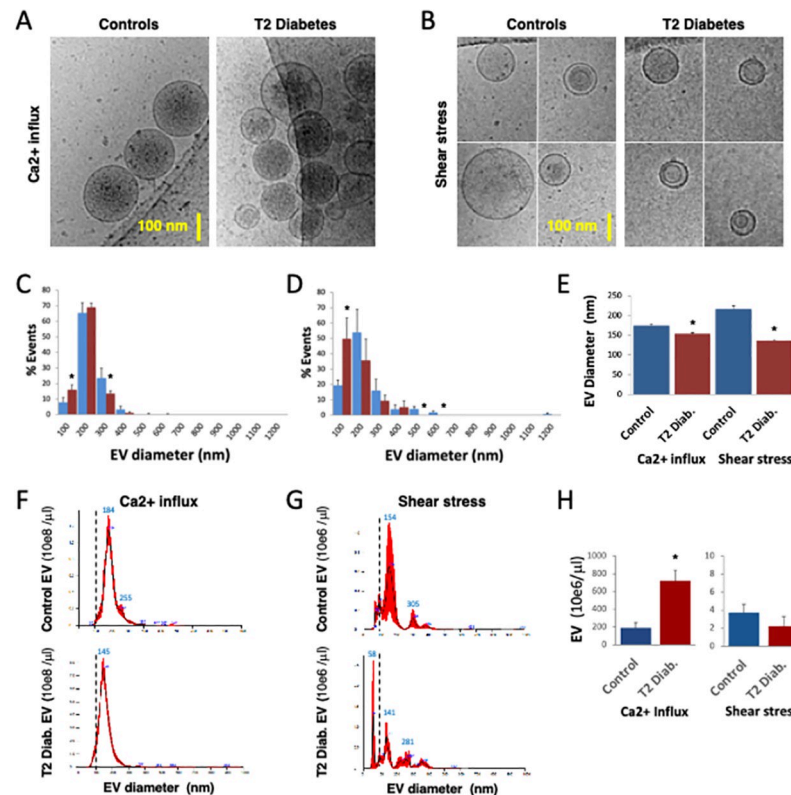 A
Controls
T2 Diabetes
Ca2+ influx
100 nm
B
Controls
T2 Diabetes
Shear stress
100 nm
C
% Events
80
70
60
50
40
30
20
10
0
100
200
300
400
500
600
700
800
900
1000
1100
1200
EV diameter (nm)
D
% Events
80
70
60
50
40
30
20
10
0
* * * *
100
200
300
400
500
600
700
800
900
1000
1100
1200
EV diameter (nm)
E
EV Diameter (nm)
250
200
150
100
50
0
* *
Control
T2 Diab.
Control
T2 Diab.
Ca2+ influx
Shear stress
F
Ca2+ influx
Control EV (10e8 /µl)
184
255
T2 Diab. EV (10e8 /µl)
145
EV diameter (nm)
G
Shear stress
Control EV (10e6 /µl)
154
305
T2 Diab. EV (10e6 /µl)
58
141
281
EV diameter (nm)
H
EV (10e6/µl)
1000
800
600
400
200
0
*
Control
T2 Diab.
Ca2+ Influx
8
6
4
2
0
Control
T2 Diab.
Shear stress